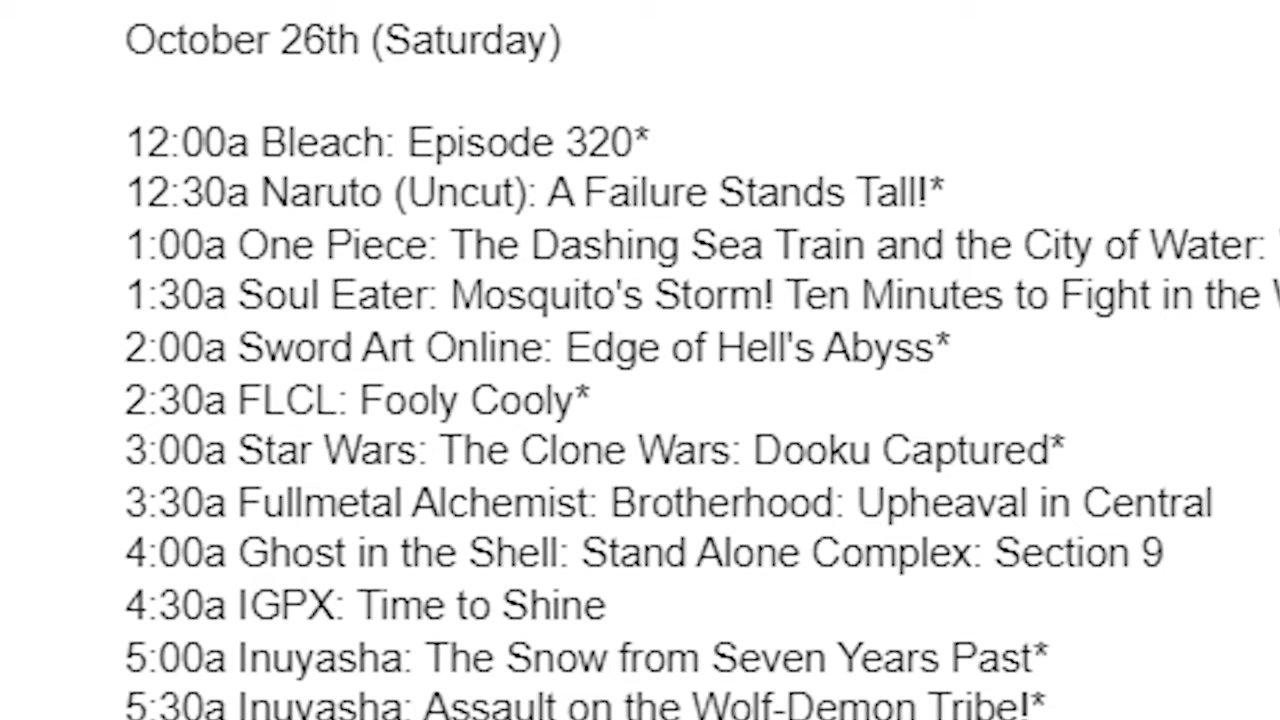 October 26th (Saturday)
12:00a Bleach: Episode 320*
12:30a Naruto (Uncut): A Failure Stands Tall!*
1:00a One Piece: The Dashing Sea Train and the City of Water:
1:30a Soul Eater: Mosquito's Storm! Ten Minutes to Fight in the
2:00a Sword Art Online: Edge of Hell's Abyss*
2:30a FLCL: Fooly Cooly*
3:00a Star Wars: The Clone Wars: Dooku Captured*
3:30a Fullmetal Alchemist: Brotherhood: Upheaval in Central
4:00a Ghost in the Shell: Stand Alone Complex: Section 9
4:30a IGPX: Time to Shine
5:00a Inuyasha: The Snow from Seven Years Past*
5:30a Inuyasha: Assault on the Wolf-Demon Tribe!*